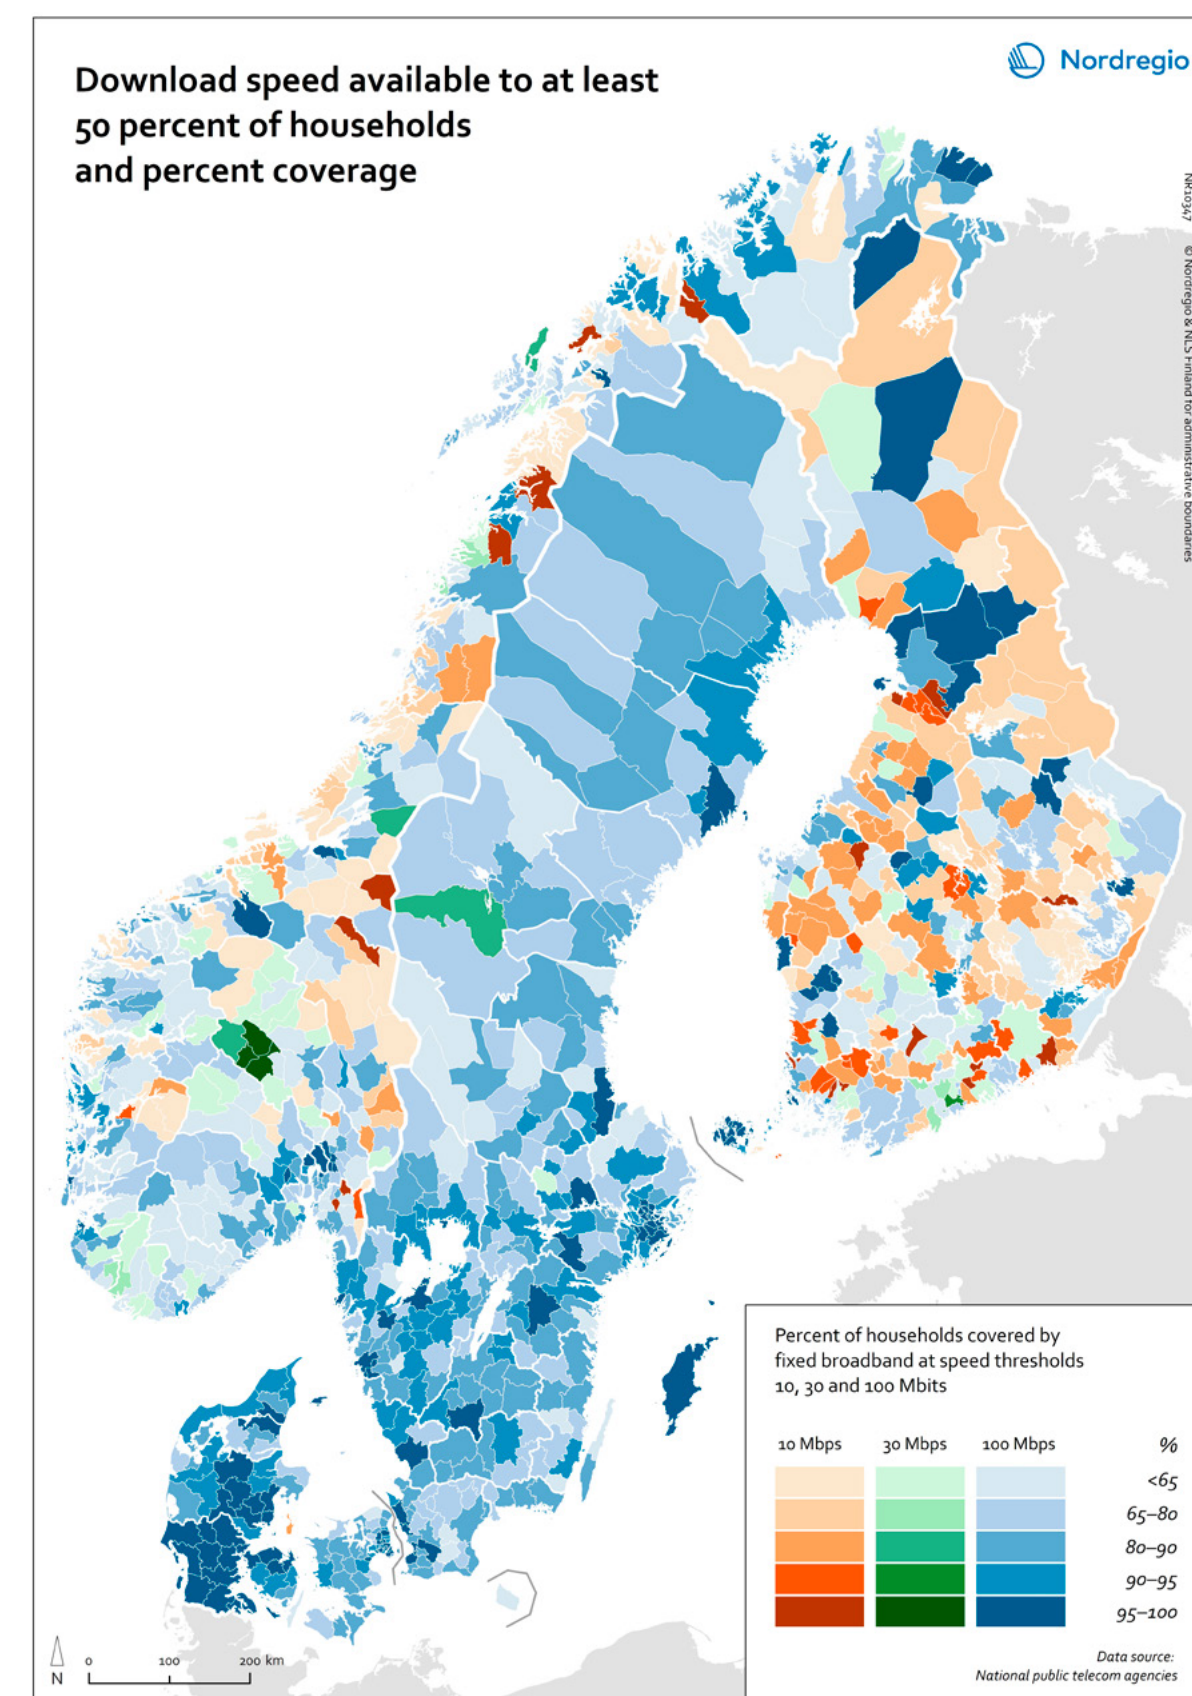 Download speed available to at least
50 percent of households
and percent coverage
Nordregio
NR10347 © Nordregio & NLS Finland for administrative boundaries
Percent of households covered by
fixed broadband at speed thresholds
10, 30 and 100 Mbits
10 Mbps 30 Mbps 100 Mbps %
<65
65–80
80–90
90–95
95–100
Data source:
National public telecom agencies
N
0 100 200 km